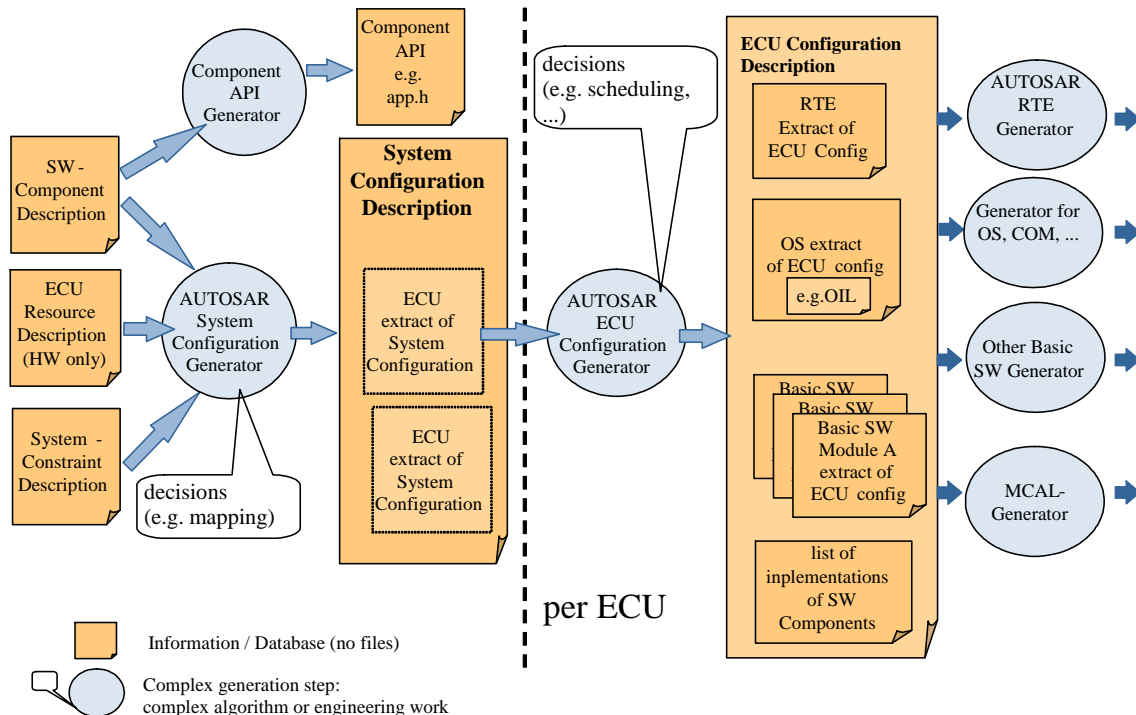 Component
API
Generator
Component
API
e.g.
app.h
SW -
Component
Description
ECU
Resource
Description
(HW only)
System -
Constraint
Description
AUTOSAR
System
Configuration
Generator
decisions
(e.g. mapping)
System
Configuration
Description
ECU
extract of
System
Configuration
ECU
extract of
System
Configuration
decisions
(e.g. scheduling,
...)
AUTOSAR
ECU
Configuration
Generator
per ECU
ECU Configuration
Description
RTE
Extract of
ECU Config
OS extract
of ECU config
e.g.OIL
Basic SW
Basic SW
Basic SW
Module A
extract of
ECU config
list of
inplementations
of SW
Components
AUTOSAR
RTE
Generator
Generator for
OS, COM, ...
Other Basic
SW Generator
MCAL-
Generator
Information / Database (no files)
Complex generation step:
complex algorithm or engineering work